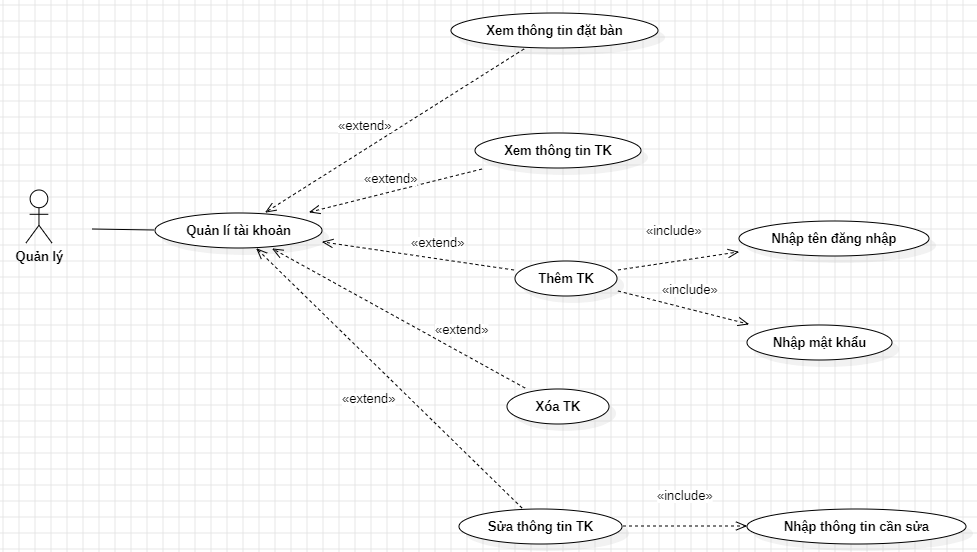 Xem thông tin đặt bàn
«extend»
Xem thông tin TK
«extend»
Quản lý
Quản lí tài khoản
«extend»
«include»
Nhập tên đăng nhập
Thêm TK
«include»
«extend»
Nhập mật khẩu
«extend»
Xóa TK
«include»
Sửa thông tin TK
Nhập thông tin cần sửa